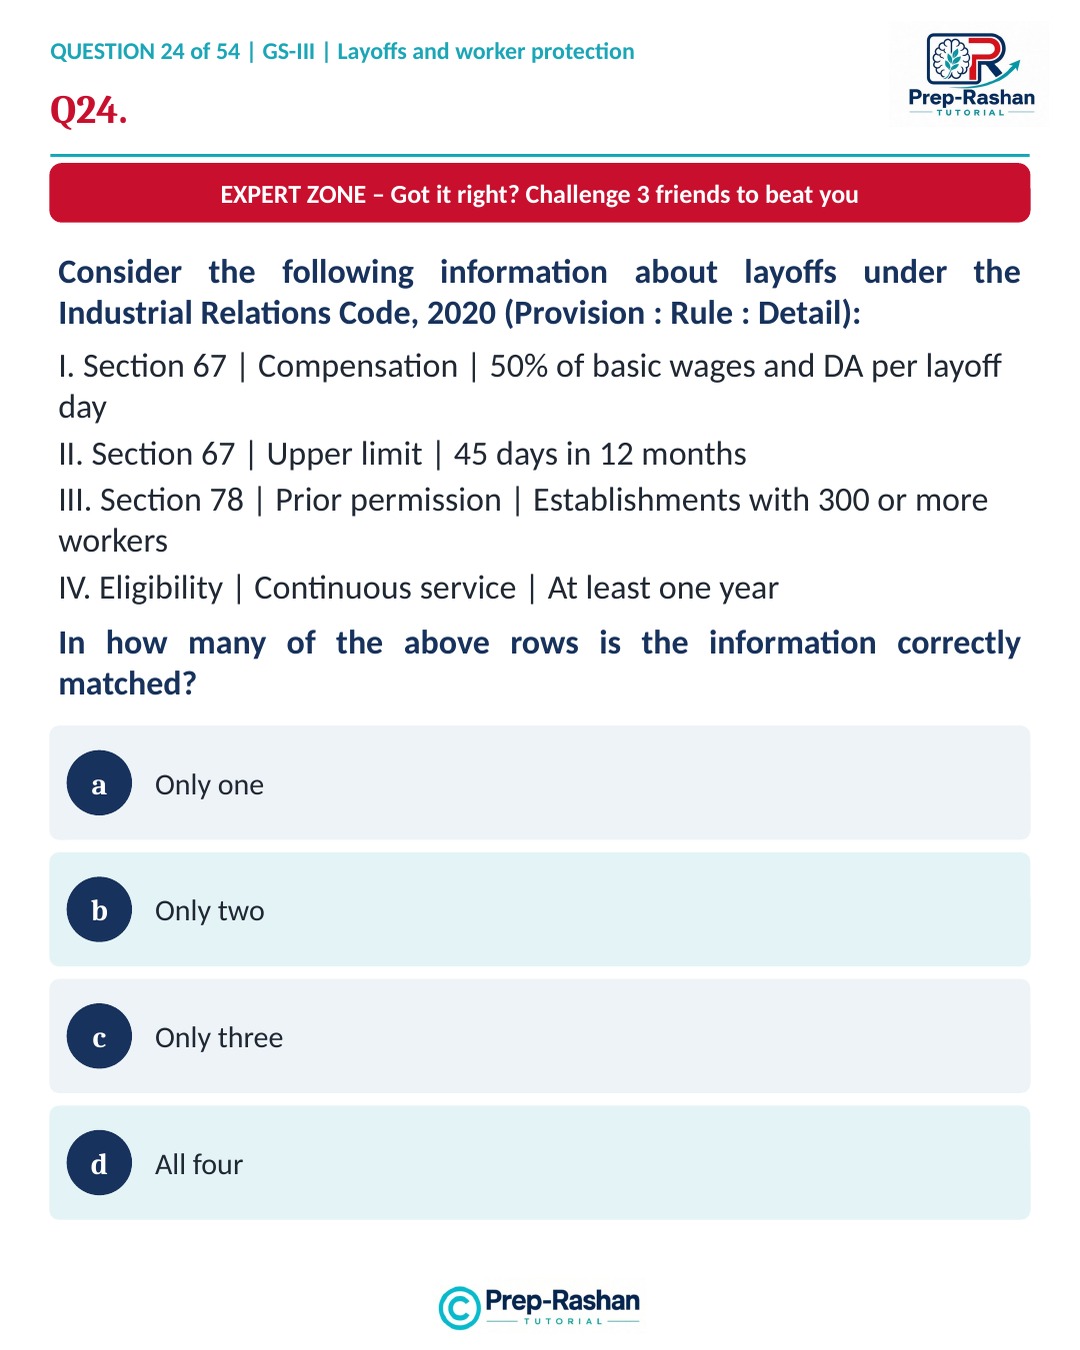 QUESTION 24 of 54 | GS-III | Layoffs and worker protection
Prep-Rashan
TUTORIAL
Q24.
EXPERT ZONE – Got it right? Challenge 3 friends to beat you
Consider the following information about layoffs under the
Industrial Relations Code, 2020 (Provision : Rule : Detail):
I. Section 67 | Compensation | 50% of basic wages and DA per layoff
day
II. Section 67 | Upper limit | 45 days in 12 months
III. Section 78 | Prior permission | Establishments with 300 or more
workers
IV. Eligibility | Continuous service | At least one year
In how many of the above rows is the information correctly
matched?
a Only one
b Only two
c Only three
d All four
© Prep-Rashan
TUTORIAL